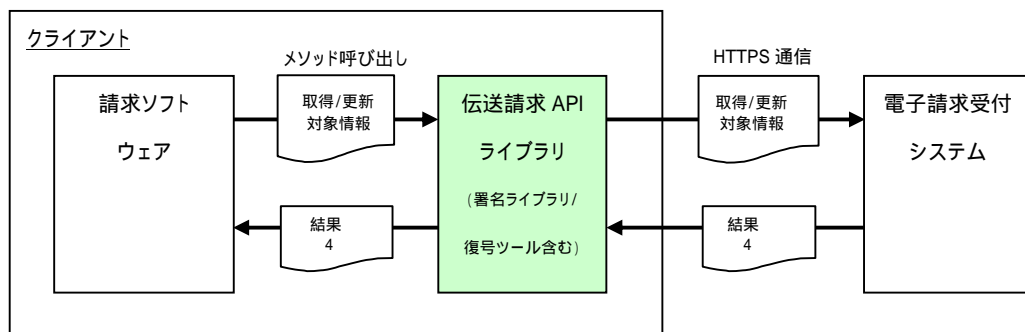 クライアント
メソッド呼び出し
HTTPS 通信
請求ソフト
ウェア
取得/更新
対象情報
伝送請求 API
ライブラリ
(署名ライブラリ/
復号ツール含む)
取得/更新
対象情報
電子請求受付
システム
結果
4
結果
4